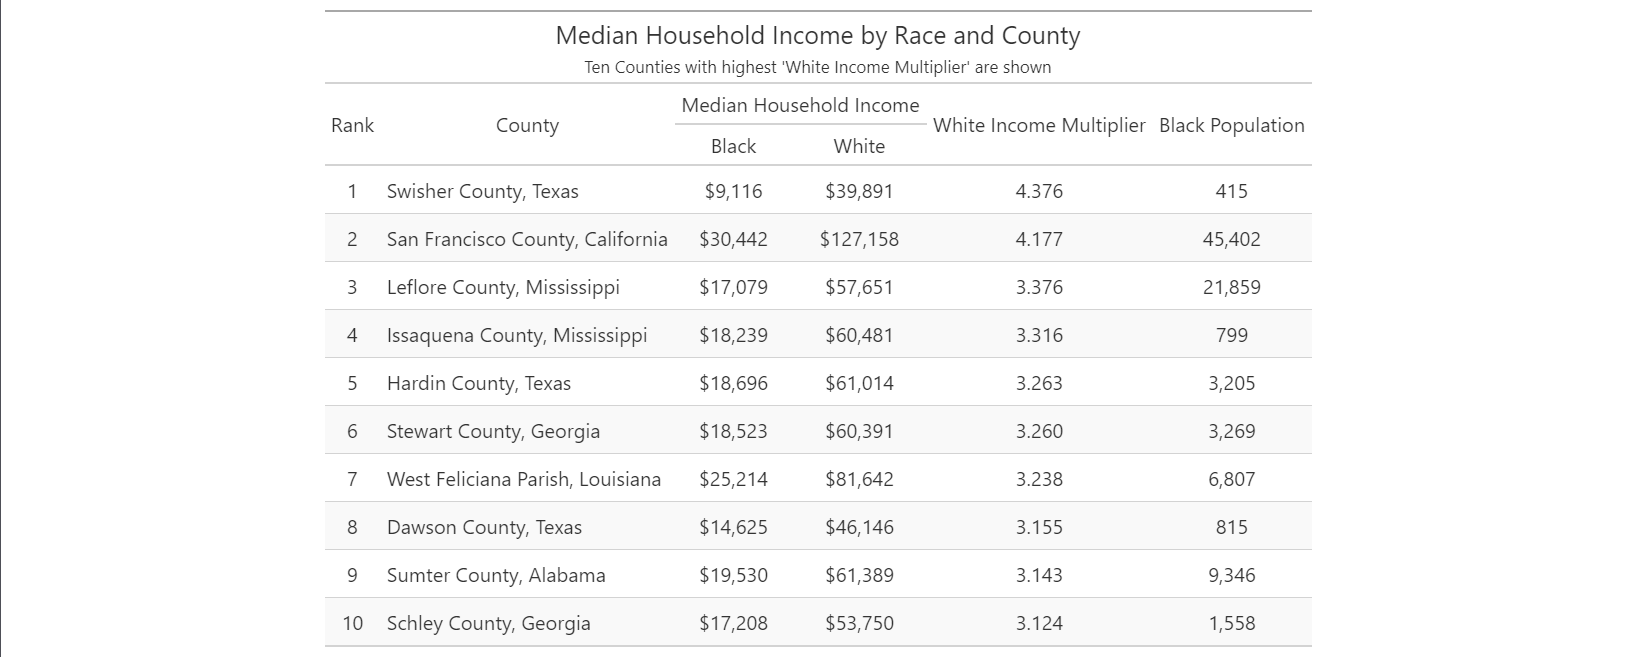 Median Household Income by Race and County
Ten Counties with highest 'White Income Multiplier' are shown
Rank County Median Household Income White Income Multiplier Black Population
Black White
1 Swisher County, Texas $9,116 $39,891 4.376 415
2 San Francisco County, California $30,442 $127,158 4.177 45,402
3 Leflore County, Mississippi $17,079 $57,651 3.376 21,859
4 Issaquena County, Mississippi $18,239 $60,481 3.316 799
5 Hardin County, Texas $18,696 $61,014 3.263 3,205
6 Stewart County, Georgia $18,523 $60,391 3.260 3,269
7 West Feliciana Parish, Louisiana $25,214 $81,642 3.238 6,807
8 Dawson County, Texas $14,625 $46,146 3.155 815
9 Sumter County, Alabama $19,530 $61,389 3.143 9,346
10 Schley County, Georgia $17,208 $53,750 3.124 1,558